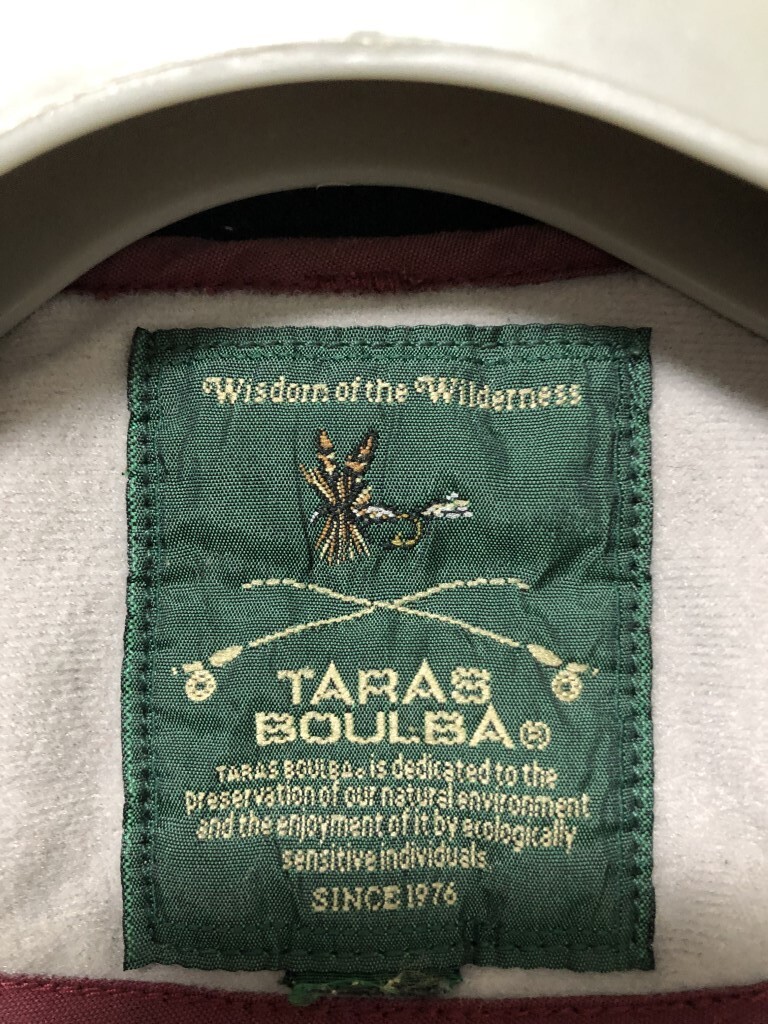 Wisdom of the Wilderness
TARAS
BOULBA®
TARAS BOULBA® is dedicated to the
preservation of our natural environment
and the enjoyment of it by ecologically
sensitive individuals.
SINCE 1976